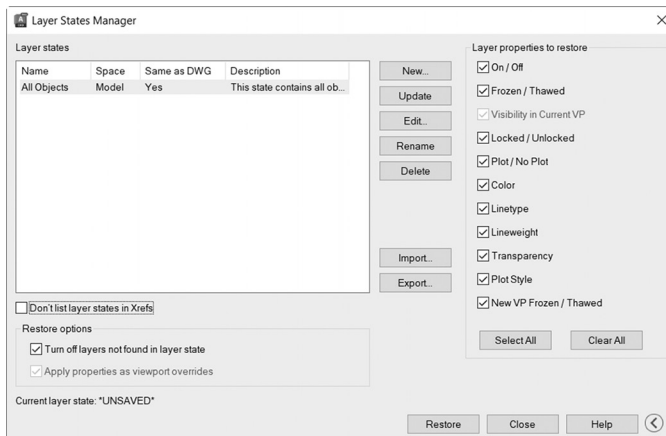 Layer States Manager
Layer states
Name Space Same as DWG Description
All Objects Model Yes This state contains all ob...
New...
Update
Edit...
Rename
Delete
Import...
Export...
Don't list layer states in Xrefs
Restore options
Turn off layers not found in layer state
Apply properties as viewport overrides
Current layer state: *UNSAVED*
Layer properties to restore
On / Off
Frozen / Thawed
Visibility in Current VP
Locked / Unlocked
Plot / No Plot
Color
Linetype
Lineweight
Transparency
Plot Style
New VP Frozen / Thawed
Select All Clear All
Restore Close Help